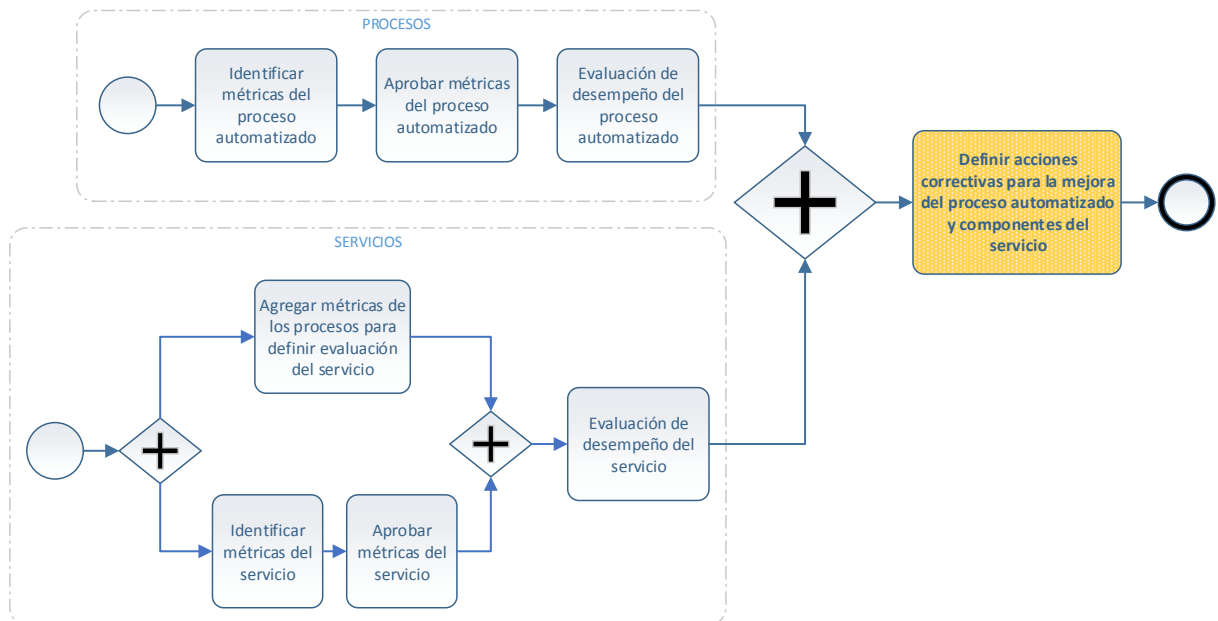 PROCESOS
Identificar
métricas del
proceso
automatizado
Aprobar métricas
del proceso
automatizado
Evaluación de
desempeño del
proceso
automatizado
Definir acciones
correctivas para la mejora
del proceso automatizado
y componentes del
servicio
SERVICIOS
Agregar métricas de
los procesos para
definir evaluación
del servicio
Evaluación de
desempeño del
servicio
Identificar
métricas del
servicio
Aprobar
métricas del
servicio